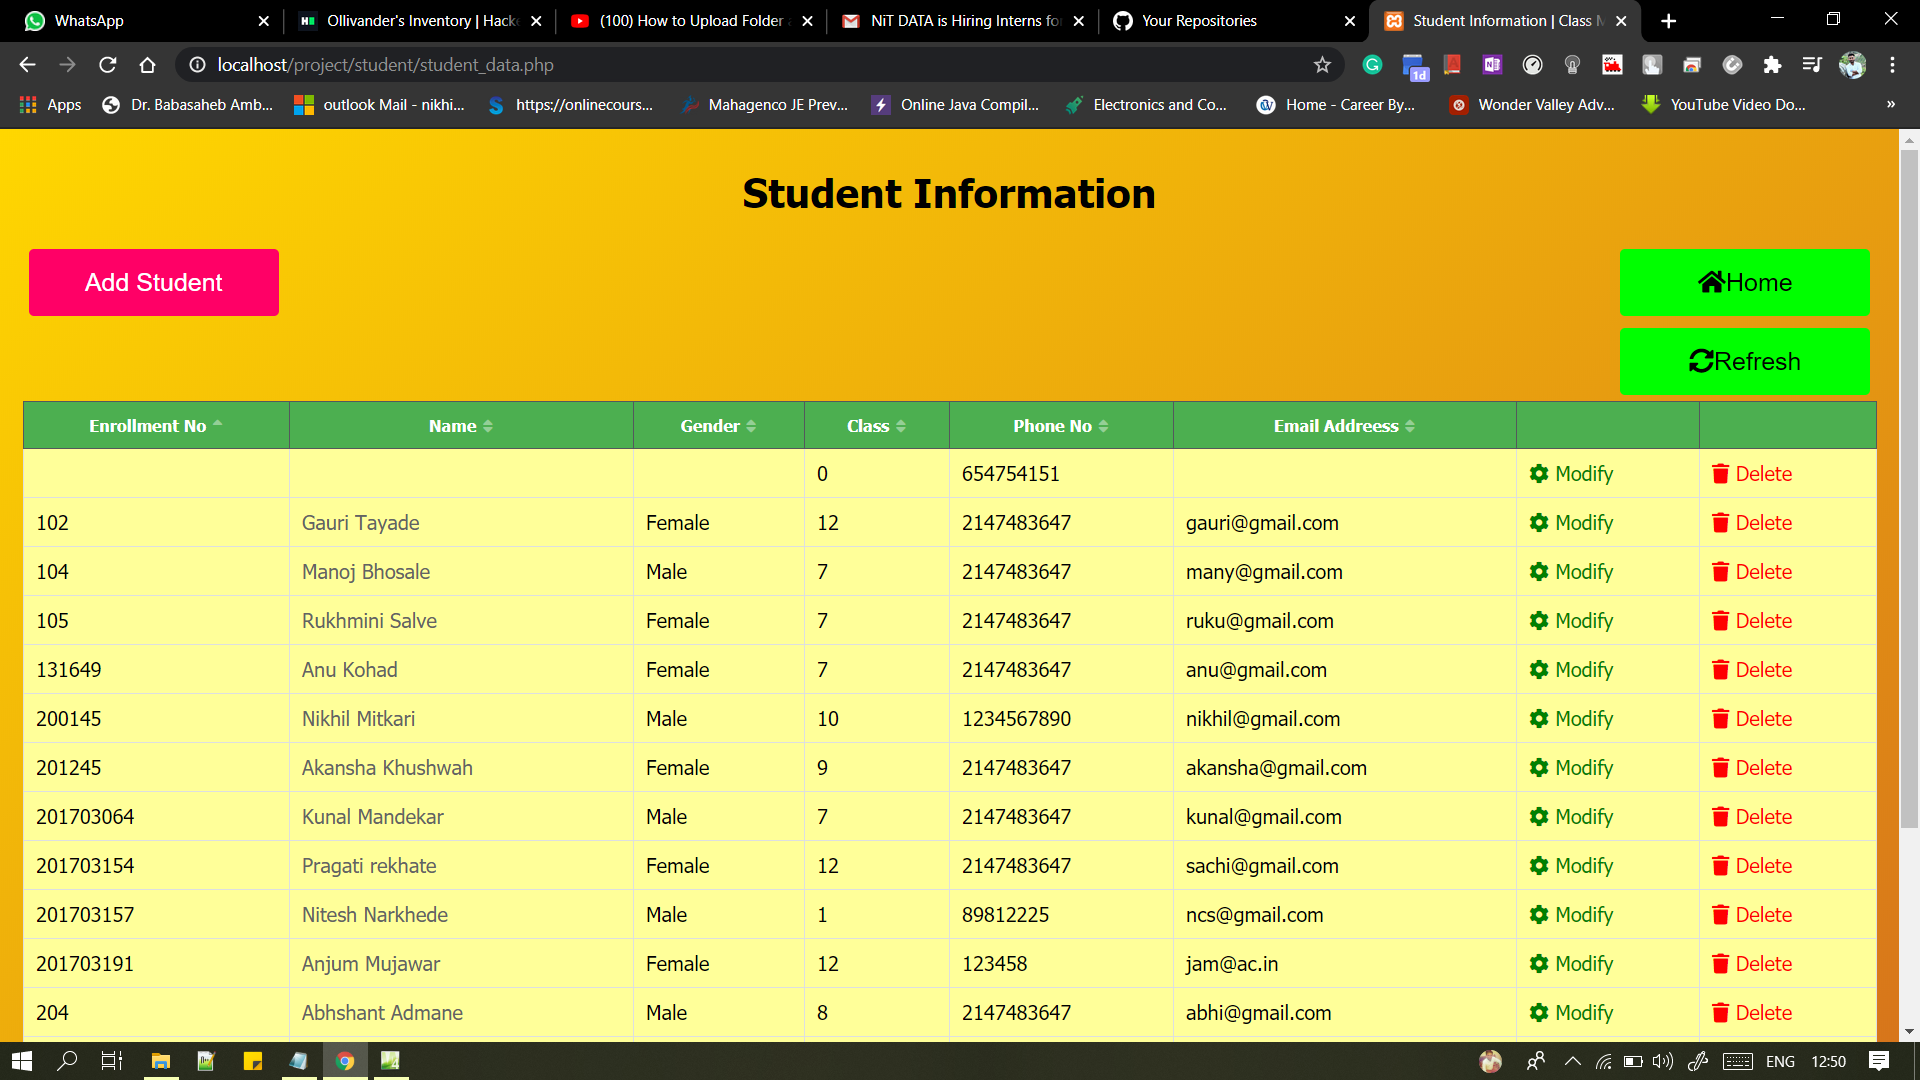 WhatsApp
Ollivander's Inventory | Hacke
(100) How to Upload Folder a
NiT DATA is Hiring Interns fo
Your Repositories
Student Information | Class M
localhost/project/student/student_data.php
1d
Apps
Dr. Babasaheb Amb...
outlook Mail - nikhi...
https://onlinecours...
Mahagenco JE Prev...
Online Java Compil...
Electronics and Co...
Home - Career By...
Wonder Valley Adv...
YouTube Video Do...
»
Student Information
Add Student
Home
Refresh
Enrollment No Name Gender Class Phone No Email Addreess
0 654754151 Modify Delete
102 Gauri Tayade Female 12 2147483647 gauri@gmail.com Modify Delete
104 Manoj Bhosale Male 7 2147483647 many@gmail.com Modify Delete
105 Rukhmini Salve Female 7 2147483647 ruku@gmail.com Modify Delete
131649 Anu Kohad Female 7 2147483647 anu@gmail.com Modify Delete
200145 Nikhil Mitkari Male 10 1234567890 nikhil@gmail.com Modify Delete
201245 Akansha Khushwah Female 9 2147483647 akansha@gmail.com Modify Delete
201703064 Kunal Mandekar Male 7 2147483647 kunal@gmail.com Modify Delete
201703154 Pragati rekhate Female 12 2147483647 sachi@gmail.com Modify Delete
201703157 Nitesh Narkhede Male 1 89812225 ncs@gmail.com Modify Delete
201703191 Anjum Mujawar Female 12 123458 jam@ac.in Modify Delete
204 Abhshant Admane Male 8 2147483647 abhi@gmail.com Modify Delete
ENG 12:50